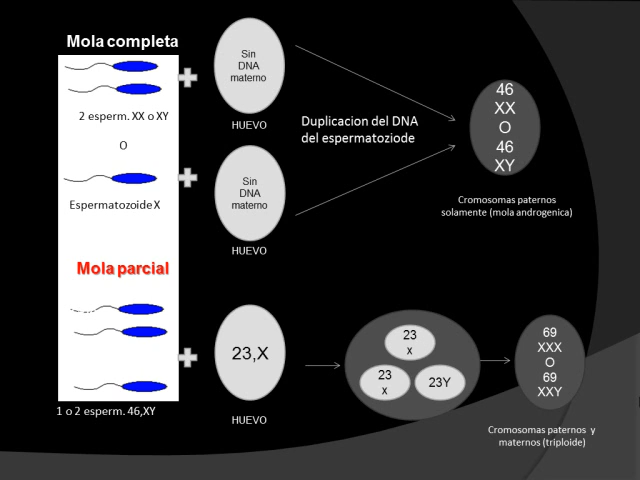 Mola completa
Sin
DNA
materno
2 esperm. XX o XY
HUEVO
O
Duplicacion del DNA
del espermatoziode
46
XX
O
46
XY
Sin
DNA
materno
Espermatozoide X
HUEVO
Cromosomas paternos
solamente (mola androgenica)
Mola parcial
23,X
23
x
23
x
23Y
69
XXX
O
69
XXY
1 o 2 esperm. 46,XY
HUEVO
Cromosomas paternos y
maternos (triploide)